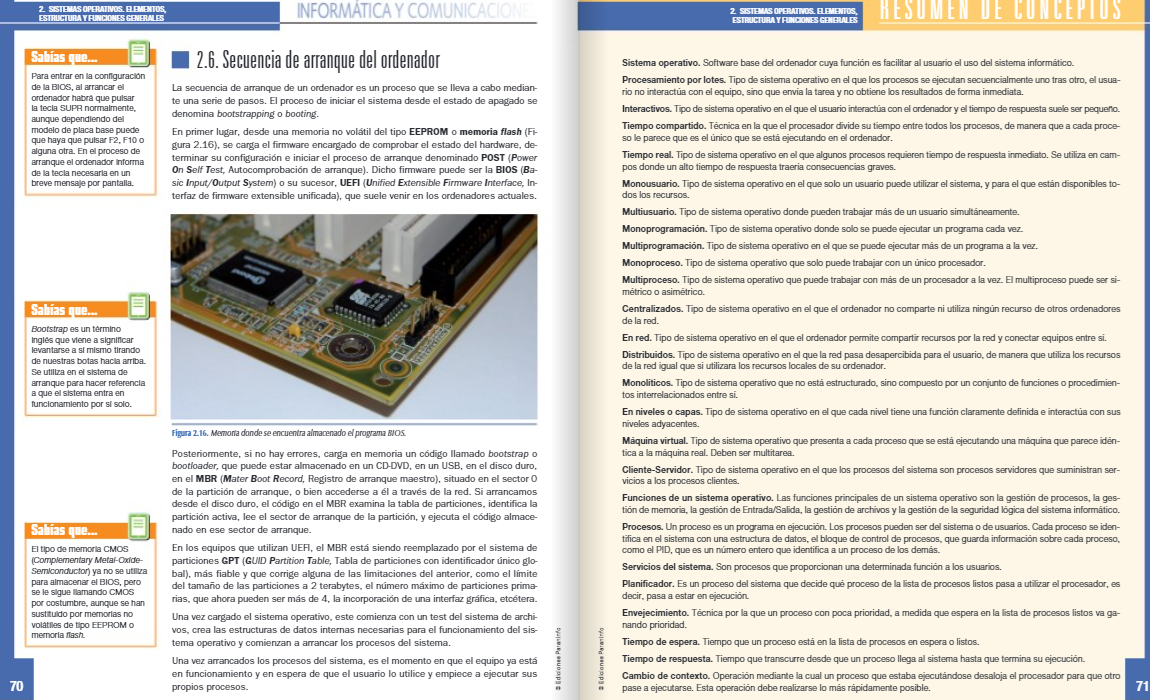 2. SISTEMAS OPERATIVOS. ELEMENTOS,
ESTRUCTURA Y FUNCIONES GENERALES
INFORMÁTICA Y COMUNICACIONES
Sabías que...
Para entrar en la configuración
de la BIOS, al arrancar el
ordenador habrá que pulsar
la tecla SUPR normalmente,
aunque dependiendo del
modelo de placa base puede
que haya que pulsar F2, F10 o
alguna otra. En el proceso de
arranque el ordenador informa
de la tecla necesaria en un
breve mensaje por pantalla.
Sabías que...
Bootstrap es un término
inglés que viene a significar
levantarse a sí mismo tirando
de nuestras botas hacia arriba.
Se utiliza en el sistema de
arranque para hacer referencia
a que el sistema entra en
funcionamiento por sí solo.
Sabías que...
El tipo de memoria CMOS
(Complementary Metal-Oxide-
Semiconductor) ya no se utiliza
para almacenar el BIOS, pero
se le sigue llamando CMOS
por costumbre, aunque se han
sustituido por memorias no
volátiles de tipo EEPROM o
memoria flash.
70
2.6. Secuencia de arranque del ordenador
La secuencia de arranque de un ordenador es un proceso que se lleva a cabo median-
te una serie de pasos. El proceso de iniciar el sistema desde el estado de apagado se
denomina bootstrapping o booting.
En primer lugar, desde una memoria no volátil del tipo EEPROM o memoria flash (Fi-
gura 2.16), se carga el firmware encargado de comprobar el estado del hardware, de-
terminar su configuración e iniciar el proceso de arranque denominado POST (Power
On Self Test, Autocomprobación de arranque). Dicho firmware puede ser la BIOS (Ba-
sic Input/Output System) o su sucesor, UEFI (Unified Extensible Firmware Interface, In-
terfaz de firmware extensible unificada), que suele venir en los ordenadores actuales.
Figura 2.16. Memoria donde se encuentra almacenado el programa BIOS.
Posteriormente, si no hay errores, carga en memoria un código llamado bootstrap o
bootloader, que puede estar almacenado en un CD-DVD, en un USB, en el disco duro,
en el MBR (Mater Boot Record, Registro de arranque maestro), situado en el sector 0
de la partición de arranque, o bien accederse a él a través de la red. Si arrancamos
desde el disco duro, el código en el MBR examina la tabla de particiones, identifica la
partición activa, lee el sector de arranque de la partición, y ejecuta el código almace-
nado en ese sector de arranque.
En los equipos que utilizan UEFI, el MBR está siendo reemplazado por el sistema de
particiones GPT (GUID Partition Table, Tabla de particiones con identificador único glo-
bal), más fiable y que corrige alguna de las limitaciones del anterior, como el límite
del tamaño de las particiones a 2 terabytes, el número máximo de particiones prima-
rias, que ahora pueden ser más de 4, la incorporación de una interfaz gráfica, etcétera.
Una vez cargado el sistema operativo, este comienza con un test del sistema de archi-
vos, crea las estructuras de datos internas necesarias para el funcionamiento del sis-
tema operativo y comienzan a arrancar los procesos del sistema.
Una vez arrancados los procesos del sistema, es el momento en que el equipo ya está
en funcionamiento y en espera de que el usuario lo utilice y empiece a ejecutar sus
propios procesos.
© Ediciones Paraninfo
2. SISTEMAS OPERATIVOS. ELEMENTOS,
ESTRUCTURA Y FUNCIONES GENERALES
RESUMEN DE CONCEPTOS
Sistema operativo. Software base del ordenador cuya función es facilitar al usuario el uso del sistema informático.
Procesamiento por lotes. Tipo de sistema operativo en el que los procesos se ejecutan secuencialmente uno tras otro, el usua-
rio no interactúa con el equipo, sino que envía la tarea y no obtiene los resultados de forma inmediata.
Interactivos. Tipo de sistema operativo en el que el usuario interactúa con el ordenador y el tiempo de respuesta suele ser pequeño.
Tiempo compartido. Técnica en la que el procesador divide su tiempo entre todos los procesos, de manera que a cada proce-
so le parece que es el único que se está ejecutando en el ordenador.
Tiempo real. Tipo de sistema operativo en el que algunos procesos requieren tiempo de respuesta inmediato. Se utiliza en cam-
pos donde un alto tiempo de respuesta traería consecuencias graves.
Monousuario. Tipo de sistema operativo en el que solo un usuario puede utilizar el sistema, y para el que están disponibles to-
dos los recursos.
Multiusuario. Tipo de sistema operativo donde pueden trabajar más de un usuario simultáneamente.
Monoprogramación. Tipo de sistema operativo donde solo se puede ejecutar un programa cada vez.
Multiprogramación. Tipo de sistema operativo en el que se puede ejecutar más de un programa a la vez.
Monoproceso. Tipo de sistema operativo que solo puede trabajar con un único procesador.
Multiproceso. Tipo de sistema operativo que puede trabajar con más de un procesador a la vez. El multiproceso puede ser si-
métrico o asimétrico.
Centralizados. Tipo de sistema operativo en el que el ordenador no comparte ni utiliza ningún recurso de otros ordenadores
de la red.
En red. Tipo de sistema operativo en el que el ordenador permite compartir recursos por la red y conectar equipos entre sí.
Distribuidos. Tipo de sistema operativo en el que la red pasa desapercibida para el usuario, de manera que utiliza los recursos
de la red igual que si utilizara los recursos locales de su ordenador.
Monolíticos. Tipo de sistema operativo que no está estructurado, sino compuesto por un conjunto de funciones o procedimien-
tos interrelacionados entre sí.
En niveles o capas. Tipo de sistema operativo en el que cada nivel tiene una función claramente definida e interactúa con sus
niveles adyacentes.
Máquina virtual. Tipo de sistema operativo que presenta a cada proceso que se está ejecutando una máquina que parece idén-
tica a la máquina real. Deben ser multitarea.
Cliente-Servidor. Tipo de sistema operativo en el que los procesos del sistema son procesos servidores que suministran ser-
vicios a los procesos clientes.
Funciones de un sistema operativo. Las funciones principales de un sistema operativo son la gestión de procesos, la ges-
tión de memoria, la gestión de Entrada/Salida, la gestión de archivos y la gestión de la seguridad lógica del sistema informático.
Procesos. Un proceso es un programa en ejecución. Los procesos pueden ser del sistema o de usuarios. Cada proceso se iden-
tifica en el sistema con una estructura de datos, el bloque de control de procesos, que guarda información sobre cada proceso,
como el PID, que es un número entero que identifica a un proceso de los demás.
Servicios del sistema. Son procesos que proporcionan una determinada función a los usuarios.
Planificador. Es un proceso del sistema que decide qué proceso de la lista de procesos listos pasa a utilizar el procesador, es
decir, pasa a estar en ejecución.
Envejecimiento. Técnica por la que un proceso con poca prioridad, a medida que espera en la lista de procesos listos va ga-
nando prioridad.
Tiempo de espera. Tiempo que un proceso está en la lista de procesos en espera o listos.
Tiempo de respuesta. Tiempo que transcurre desde que un proceso llega al sistema hasta que termina su ejecución.
Cambio de contexto. Operación mediante la cual un proceso que estaba ejecutándose desaloja el procesador para que otro
pase a ejecutarse. Esta operación debe realizarse lo más rápidamente posible.
© Ediciones Paraninfo
71